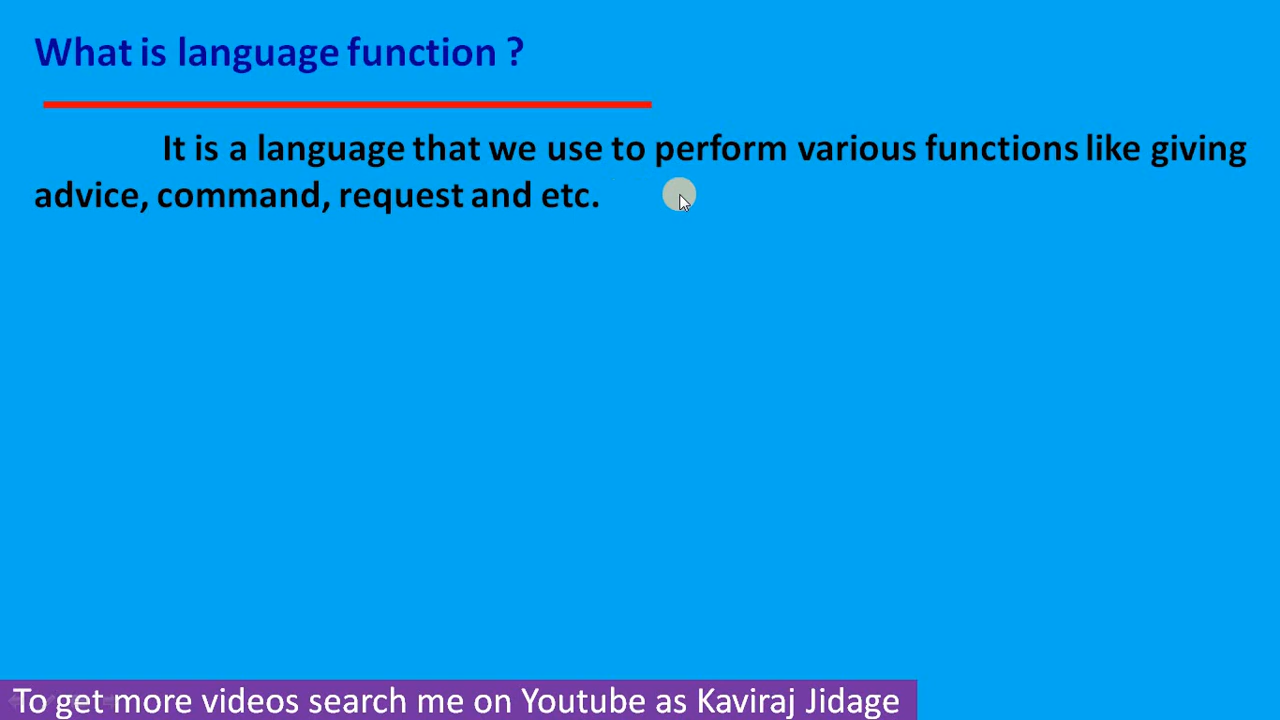 What is language function ?
It is a language that we use to perform various functions like giving
advice, command, request and etc.
To get more videos search me on Youtube as Kaviraj Jidage